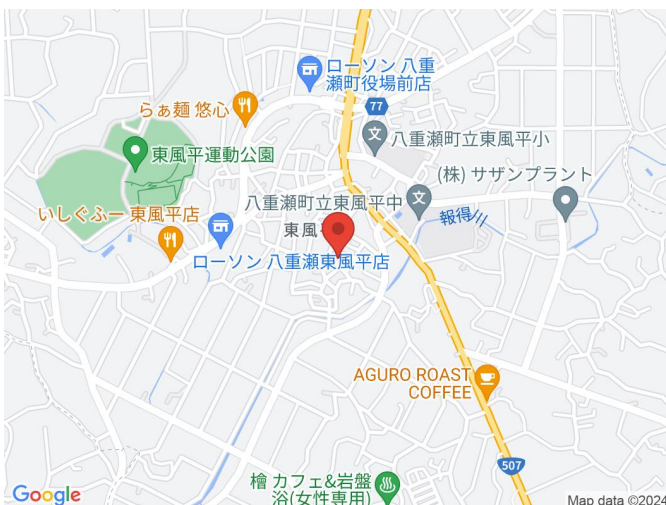 ローソン 八重
瀬町役場前店
らぁ麺 悠心
77
八重瀬町立東風平小
東風平運動公園
(株) サザンプラント
八重瀬町立東風平中
いしぐふー 東風平店
報得川
東風
ローソン 八重瀬東風平店
AGURO ROAST
COFFEE
507
檜 カフェ&岩盤
浴(女性専用)
Google
Map data ©2024